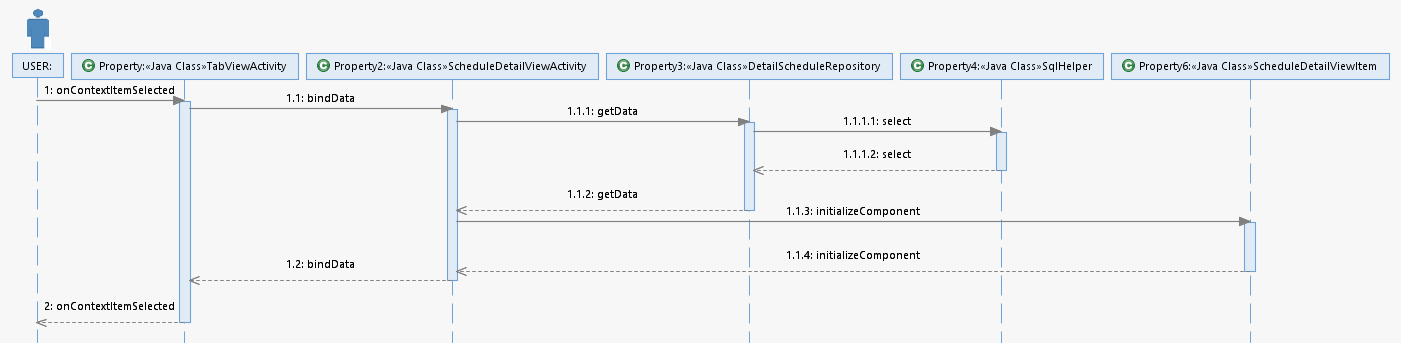 USER:
C Property:«Java Class»TabViewActivity
C Property2:«Java Class»ScheduleDetailViewActivity
C Property3:«Java Class»DetailScheduleRepository
C Property4:«Java Class»SqlHelper
C Property6:«Java Class»ScheduleDetailViewItem
1: onContextItemSelected
1.1: bindData
1.1.1: getData
1.1.1.1: select
1.1.1.2: select
1.1.2: getData
1.1.3: initializeComponent
1.1.4: initializeComponent
1.2: bindData
2: onContextItemSelected